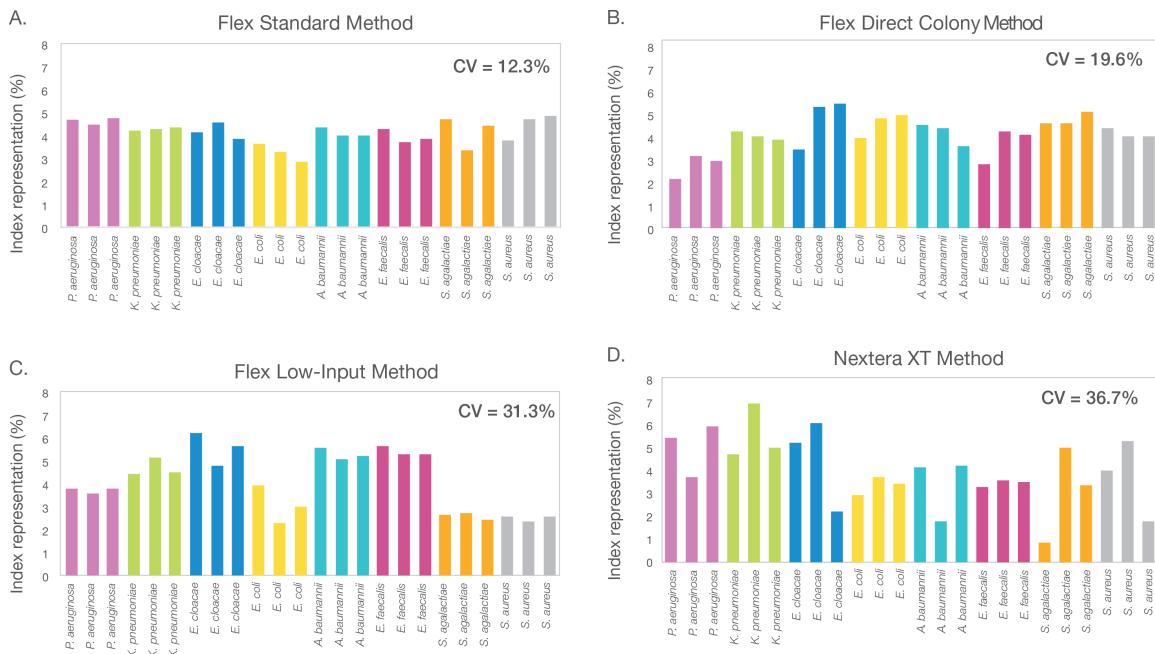 A.
Flex Standard Method
CV = 12.3%
Index representation (%)
8
7
6
5
4
3
2
1
0
P. aeruginosa
P. aeruginosa
P. aeruginosa
K. pneumoniae
K. pneumoniae
K. pneumoniae
E. cloacae
E. cloacae
E. cloacae
E. coli
E. coli
E. coli
A. baumannii
A. baumannii
A. baumannii
E. faecalis
E. faecalis
E. faecalis
S. agalactiae
S. agalactiae
S. agalactiae
S. aureus
S. aureus
S. aureus
B.
Flex Direct Colony Method
CV = 19.6%
Index representation (%)
8
7
6
5
4
3
2
1
0
P. aeruginosa
P. aeruginosa
P. aeruginosa
K. pneumoniae
K. pneumoniae
K. pneumoniae
E. cloacae
E. cloacae
E. cloacae
E. coli
E. coli
E. coli
A. baumannii
A. baumannii
A. baumannii
E. faecalis
E. faecalis
E. faecalis
S. agalactiae
S. agalactiae
S. agalactiae
S. aureus
S. aureus
S. aureus
C.
Flex Low-Input Method
CV = 31.3%
Index representation (%)
8
7
6
5
4
3
2
1
0
P. aeruginosa
P. aeruginosa
P. aeruginosa
K. pneumoniae
K. pneumoniae
K. pneumoniae
E. cloacae
E. cloacae
E. cloacae
E. coli
E. coli
E. coli
A. baumannii
A. baumannii
A. baumannii
E. faecalis
E. faecalis
E. faecalis
S. agalactiae
S. agalactiae
S. agalactiae
S. aureus
S. aureus
S. aureus
D.
Nextera XT Method
CV = 36.7%
Index representation (%)
8
7
6
5
4
3
2
1
0
P. aeruginosa
P. aeruginosa
P. aeruginosa
K. pneumoniae
K. pneumoniae
K. pneumoniae
E. cloacae
E. cloacae
E. cloacae
E. coli
E. coli
E. coli
A. baumannii
A. baumannii
A. baumannii
E. faecalis
E. faecalis
E. faecalis
S. agalactiae
S. agalactiae
S. agalactiae
S. aureus
S. aureus
S. aureus